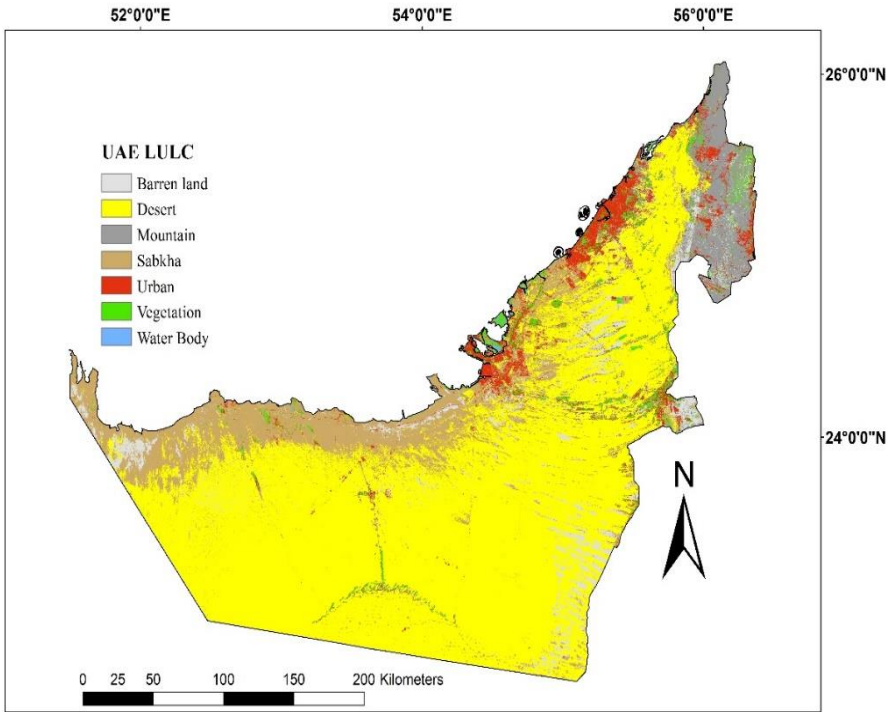 52°0'0"E 54°0'0"E 56°0'0"E
26°0'0"N
UAE LULC
Barren land
Desert
Mountain
Sabkha
Urban
Vegetation
Water Body
24°0'0"N
N
0 25 50 100 150 200 Kilometers